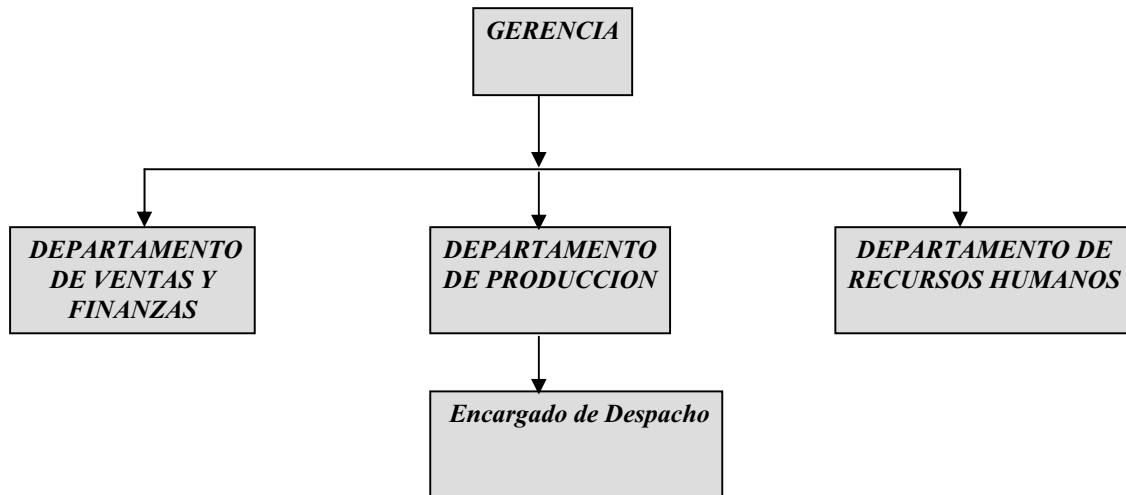 GERENCIA
DEPARTAMENTO
DE VENTAS Y
FINANZAS
DEPARTAMENTO
DE PRODUCCION
DEPARTAMENTO DE
RECURSOS HUMANOS
Encargado de Despacho